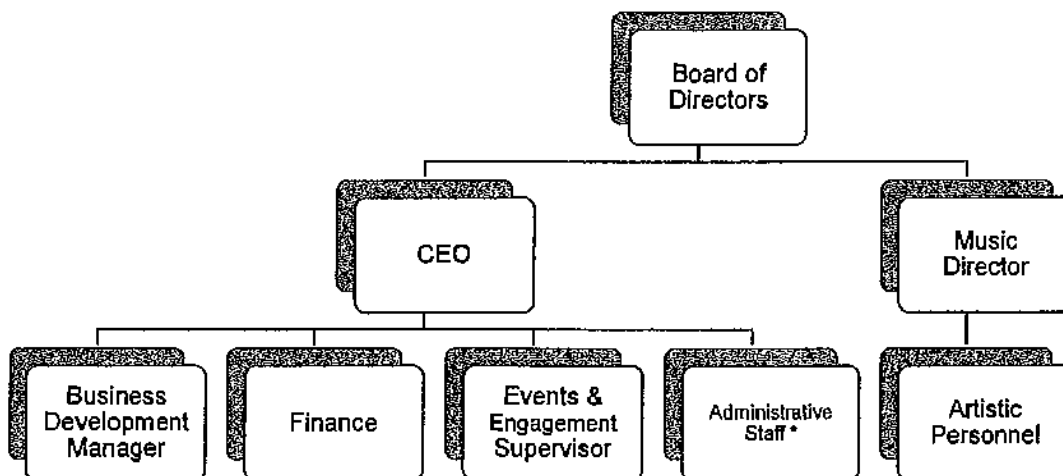 Board of
Directors
CEO
Music
Director
Business
Development
Manager
Finance
Events &
Engagement
Supervisor
Administrative
Staff *
Artistic
Personnel